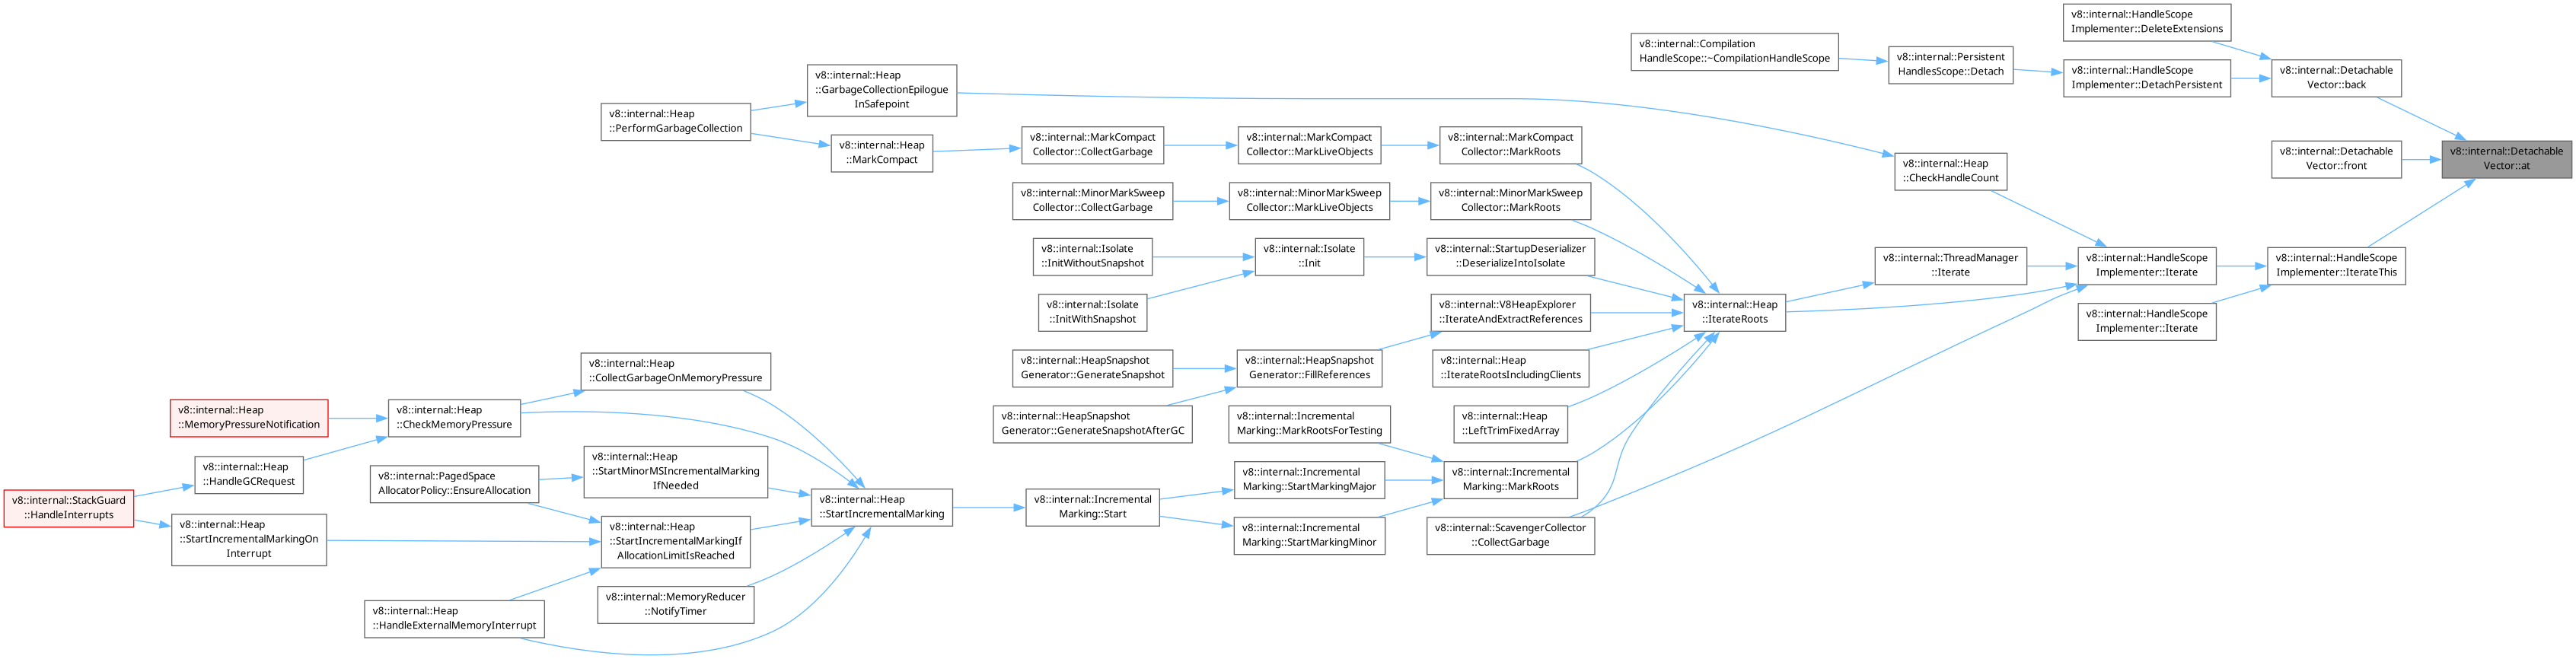 v8::internal::HandleScope
Implementer::DeleteExtensions
v8::internal::Compilation
HandleScope::~CompilationHandleScope
v8::internal::Persistent
HandlesScope::Detach
v8::internal::HandleScope
Implementer::DetachPersistent
v8::internal::Detachable
Vector::back
v8::internal::Heap
::GarbageCollectionEpilogue
InSafepoint
v8::internal::Heap
::PerformGarbageCollection
v8::internal::Heap
::MarkCompact
v8::internal::MarkCompact
Collector::CollectGarbage
v8::internal::MarkCompact
Collector::MarkLiveObjects
v8::internal::MarkCompact
Collector::MarkRoots
v8::internal::Heap
::CheckHandleCount
v8::internal::Detachable
Vector::front
v8::internal::Detachable
Vector::at
v8::internal::MinorMarkSweep
Collector::CollectGarbage
v8::internal::MinorMarkSweep
Collector::MarkLiveObjects
v8::internal::MinorMarkSweep
Collector::MarkRoots
v8::internal::Isolate
::InitWithoutSnapshot
v8::internal::Isolate
::Init
v8::internal::StartupDeserializer
::DeserializeIntoIsolate
v8::internal::ThreadManager
::Iterate
v8::internal::HandleScope
Implementer::Iterate
v8::internal::HandleScope
Implementer::IterateThis
v8::internal::Isolate
::InitWithSnapshot
v8::internal::V8HeapExplorer
::IterateAndExtractReferences
v8::internal::Heap
::IterateRoots
v8::internal::HandleScope
Implementer::Iterate
v8::internal::Heap
::CollectGarbageOnMemoryPressure
v8::internal::HeapSnapshot
Generator::GenerateSnapshot
v8::internal::HeapSnapshot
Generator::FillReferences
v8::internal::Heap
::IterateRootsIncludingClients
v8::internal::Heap
::MemoryPressureNotification
v8::internal::Heap
::CheckMemoryPressure
v8::internal::HeapSnapshot
Generator::GenerateSnapshotAfterGC
v8::internal::Incremental
Marking::MarkRootsForTesting
v8::internal::Heap
::LeftTrimFixedArray
v8::internal::Heap
::HandleGCRequest
v8::internal::PagedSpace
AllocatorPolicy::EnsureAllocation
v8::internal::Heap
::StartMinorMSIncrementalMarking
IfNeeded
v8::internal::Incremental
Marking::StartMarkingMajor
v8::internal::Incremental
Marking::MarkRoots
v8::internal::StackGuard
::HandleInterrupts
v8::internal::Heap
::StartIncrementalMarkingOn
Interrupt
v8::internal::Heap
::StartIncrementalMarkingIf
AllocationLimitIsReached
v8::internal::Heap
::StartIncrementalMarking
v8::internal::Incremental
Marking::Start
v8::internal::Incremental
Marking::StartMarkingMinor
v8::internal::ScavengerCollector
::CollectGarbage
v8::internal::MemoryReducer
::NotifyTimer
v8::internal::Heap
::HandleExternalMemoryInterrupt